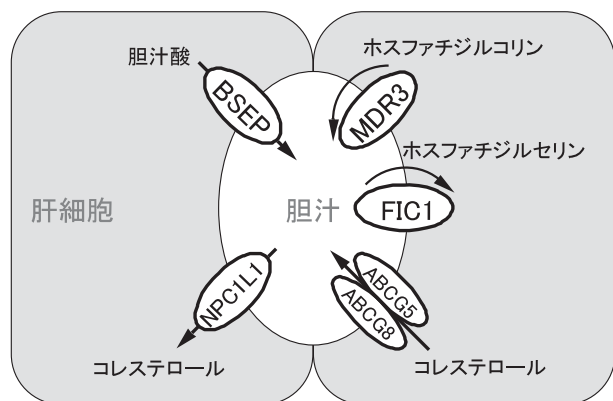 胆汁酸
BSEP
ホスファチジルコリン
MDR3
ホスファチジルセリン
FIC1
肝細胞
胆汁
NPC1L1
ABCG5
ABCG8
コレステロール
コレステロール